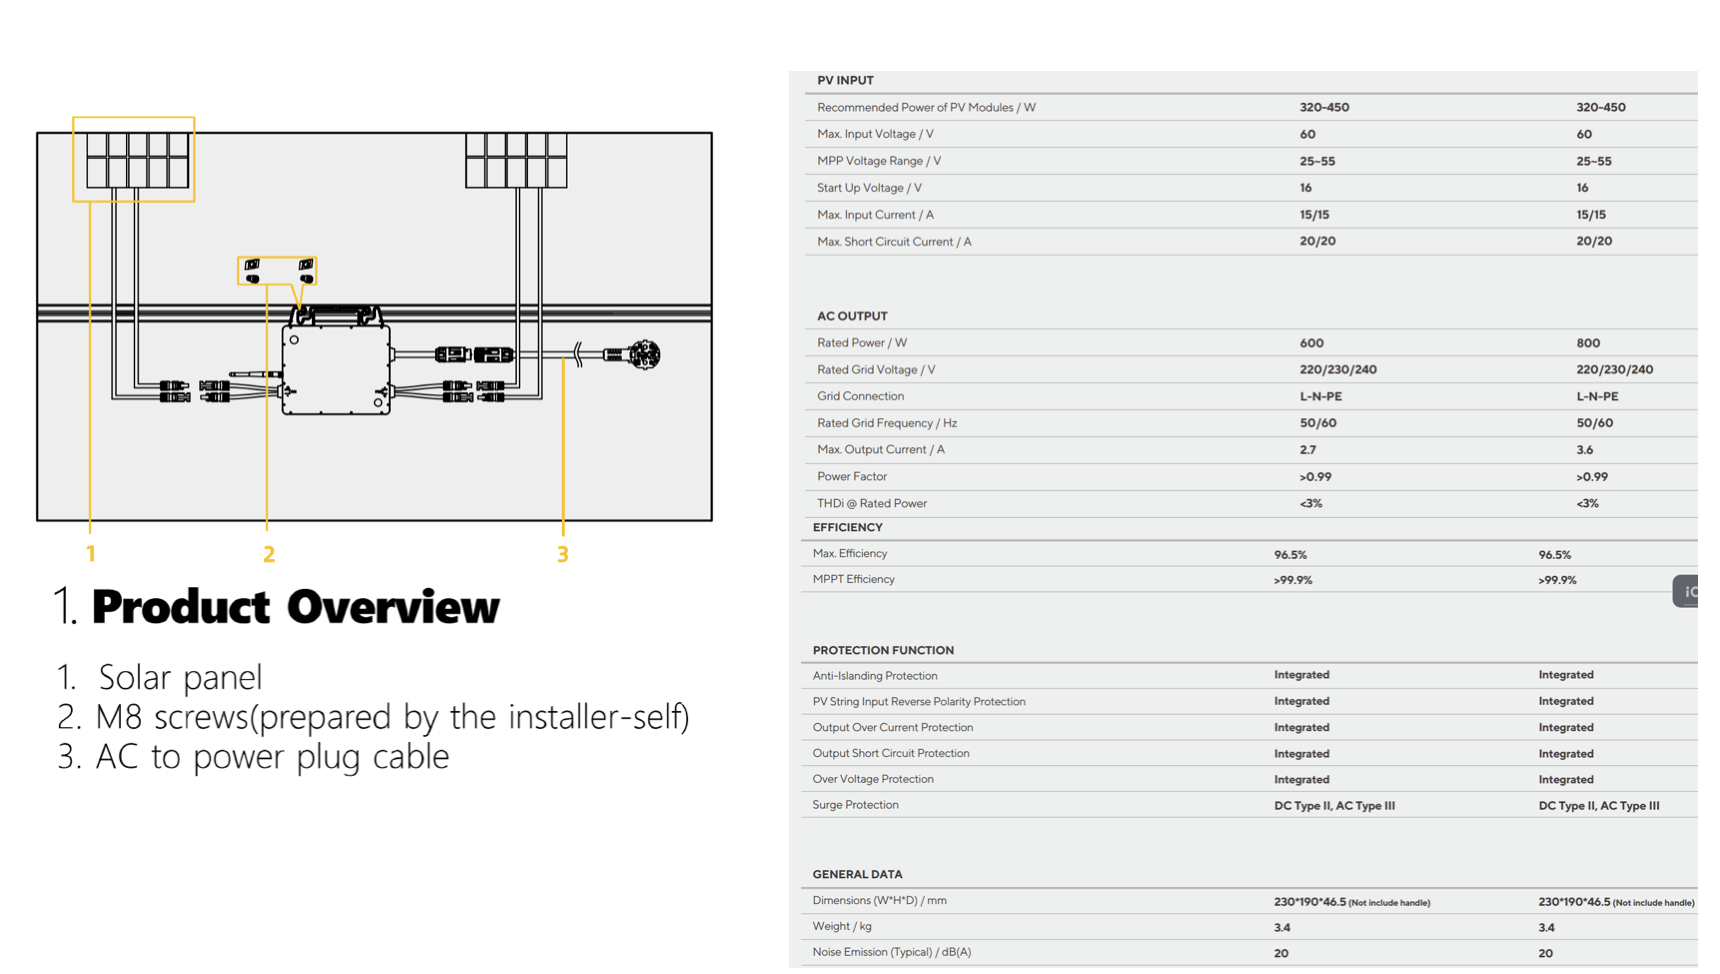 1
2
3
1. Product Overview
1. Solar panel
2. M8 screws(prepared by the installer-self)
3. AC to power plug cable
PV INPUT
Recommended Power of PV Modules / W 320-450 320-450
Max. Input Voltage / V 60 60
MPP Voltage Range / V 25~55 25~55
Start Up Voltage / V 16 16
Max. Input Current / A 15/15 15/15
Max. Short Circuit Current / A 20/20 20/20
AC OUTPUT
Rated Power / W 600 800
Rated Grid Voltage / V 220/230/240 220/230/240
Grid Connection L-N-PE L-N-PE
Rated Grid Frequency / Hz 50/60 50/60
Max. Output Current / A 2.7 3.6
Power Factor >0.99 >0.99
THDi @ Rated Power <3% <3%
EFFICIENCY
Max. Efficiency 96.5% 96.5%
MPPT Efficiency >99.9% >99.9%
PROTECTION FUNCTION
Anti-Islanding Protection Integrated Integrated
PV String Input Reverse Polarity Protection Integrated Integrated
Output Over Current Protection Integrated Integrated
Output Short Circuit Protection Integrated Integrated
Over Voltage Protection Integrated Integrated
Surge Protection DC Type II, AC Type III DC Type II, AC Type III
GENERAL DATA
Dimensions (W*H*D) / mm 230*190*46.5 (Not include handle) 230*190*46.5 (Not include handle)
Weight / kg 3.4 3.4
Noise Emission (Typical) / dB(A) 20 20